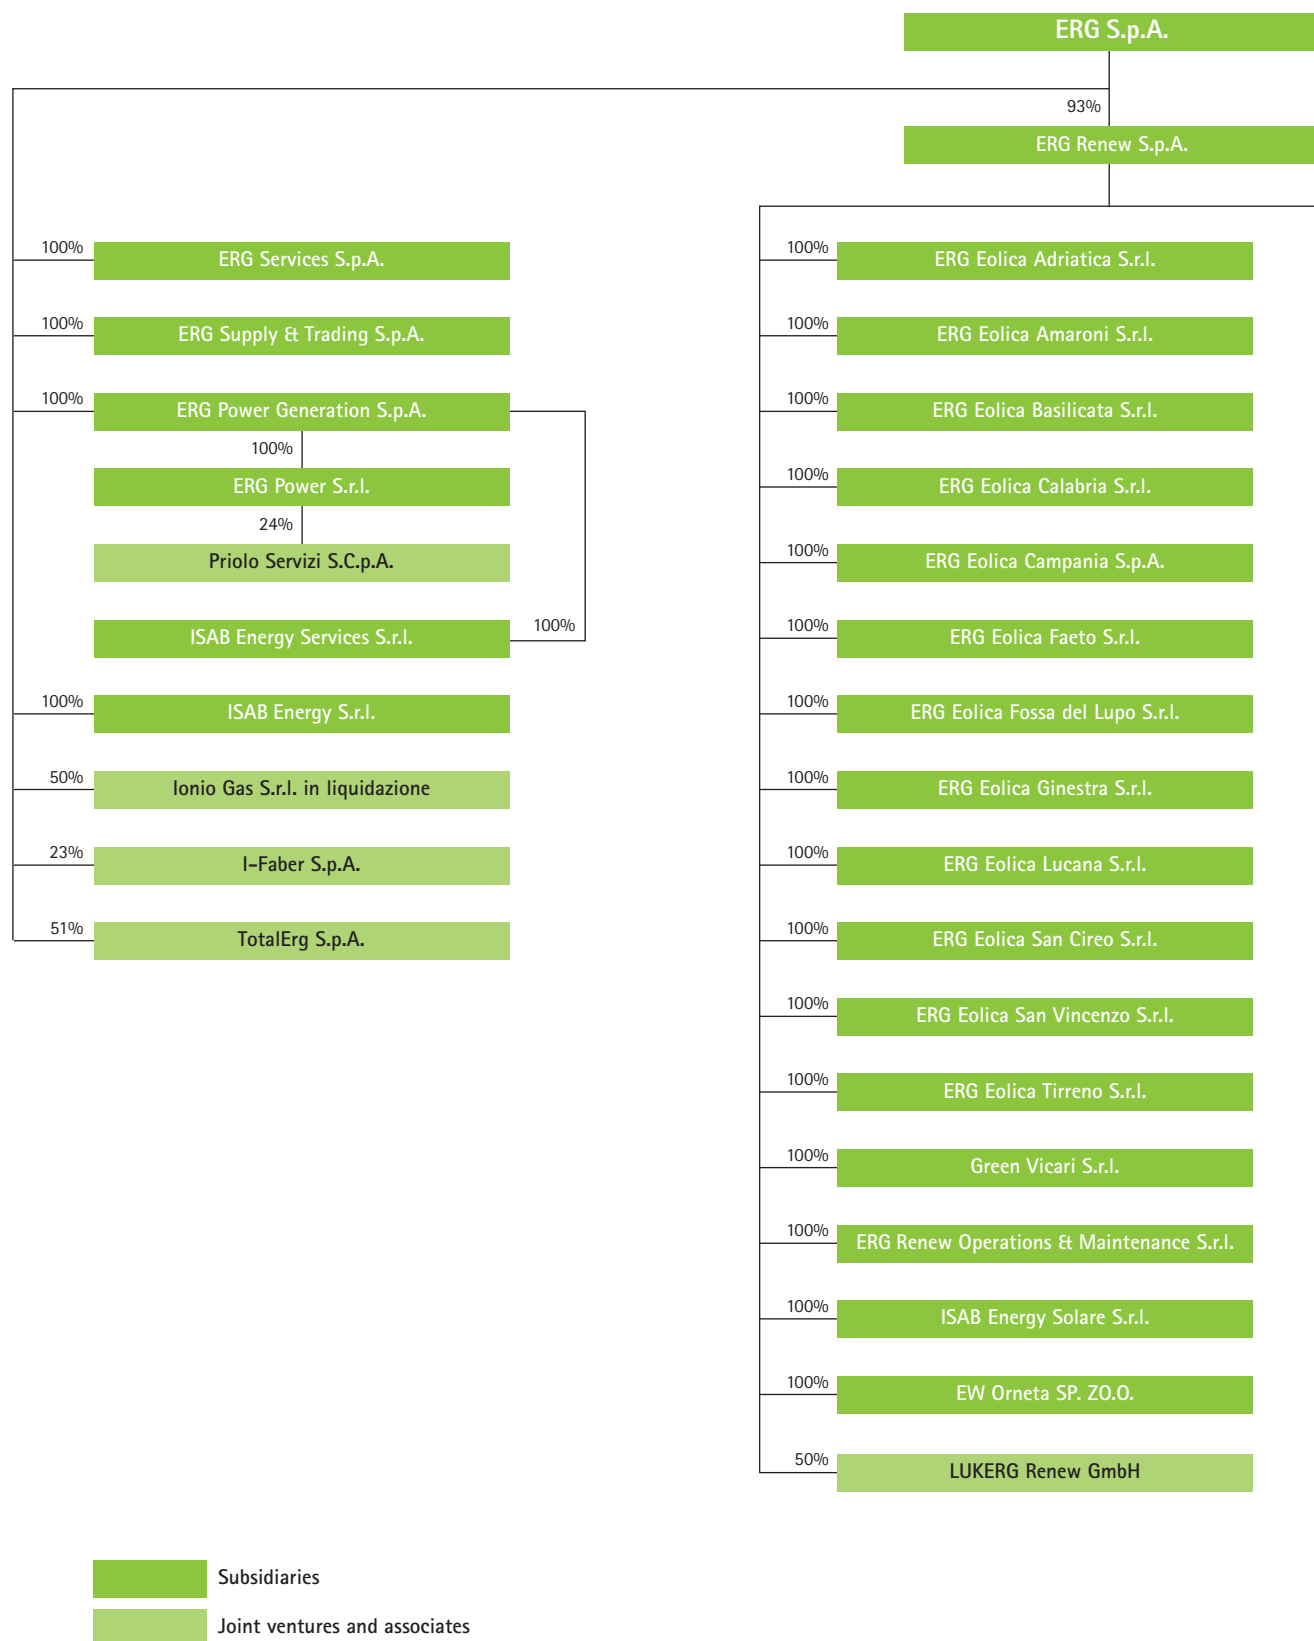 ERG S.p.A.
93%
ERG Renew S.p.A.
100%
ERG Services S.p.A.
100%
ERG Supply & Trading S.p.A.
100%
ERG Power Generation S.p.A.
100%
ERG Power S.r.l.
24%
Priolo Servizi S.C.p.A.
ISAB Energy Services S.r.l.
100%
100%
ISAB Energy S.r.l.
50%
Ionio Gas S.r.l. in liquidazione
23%
I-Faber S.p.A.
51%
TotalErg S.p.A.
100%
ERG Eolica Adriatica S.r.l.
100%
ERG Eolica Amaroni S.r.l.
100%
ERG Eolica Basilicata S.r.l.
100%
ERG Eolica Calabria S.r.l.
100%
ERG Eolica Campania S.p.A.
100%
ERG Eolica Faeto S.r.l.
100%
ERG Eolica Fossa del Lupo S.r.l.
100%
ERG Eolica Ginestra S.r.l.
100%
ERG Eolica Lucana S.r.l.
100%
ERG Eolica San Cireo S.r.l.
100%
ERG Eolica San Vincenzo S.r.l.
100%
ERG Eolica Tirreno S.r.l.
100%
Green Vicari S.r.l.
100%
ERG Renew Operations & Maintenance S.r.l.
100%
ISAB Energy Solare S.r.l.
100%
EW Orneta SP. ZO.O.
50%
LUKERG Renew GmbH
Subsidiaries
Joint ventures and associates